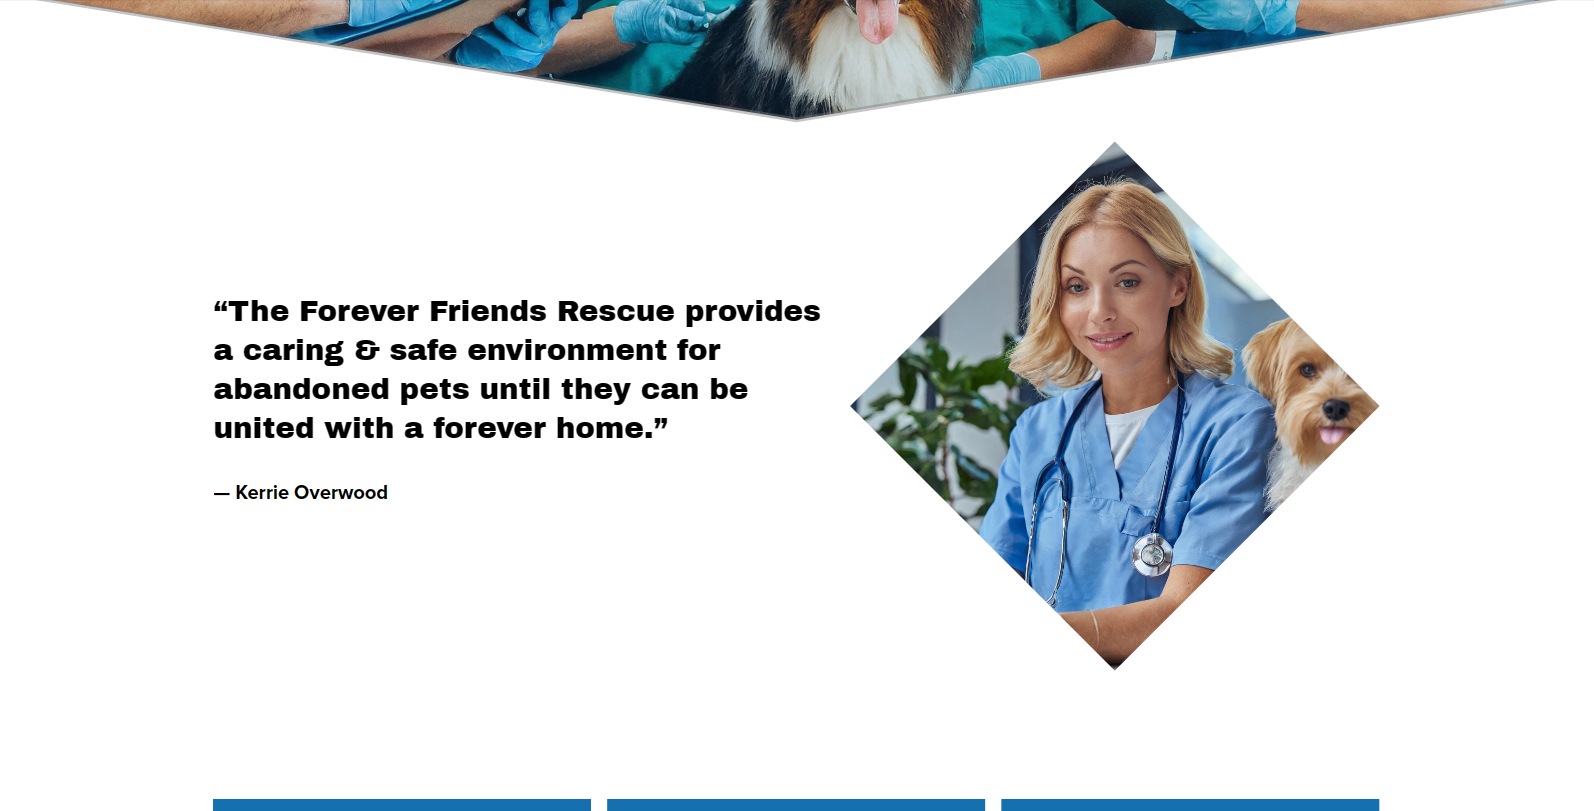 “The Forever Friends Rescue provides
a caring & safe environment for
abandoned pets until they can be
united with a forever home.”
— Kerrie Overwood